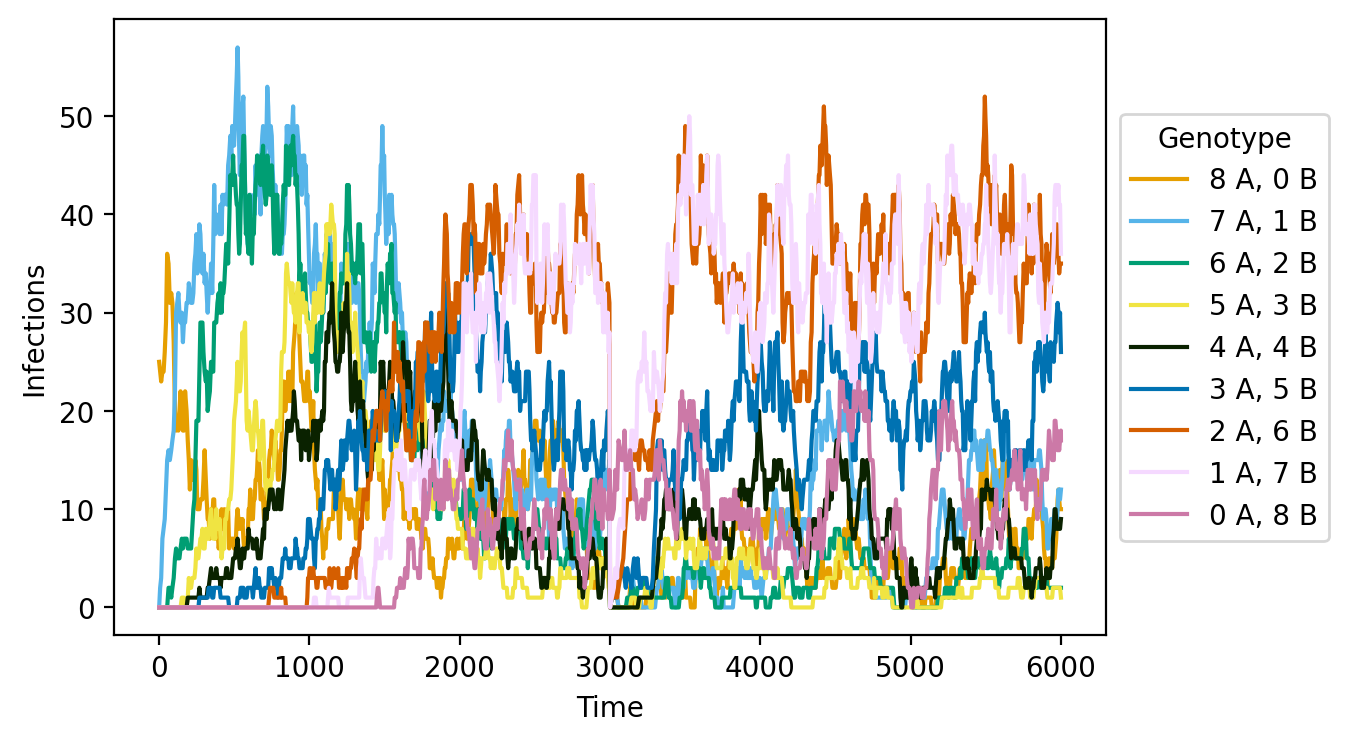 50
40
30
20
10
0
Infections
0 1000 2000 3000 4000 5000 6000
Time
Genotype
8 A, 0 B
7 A, 1 B
6 A, 2 B
5 A, 3 B
4 A, 4 B
3 A, 5 B
2 A, 6 B
1 A, 7 B
0 A, 8 B